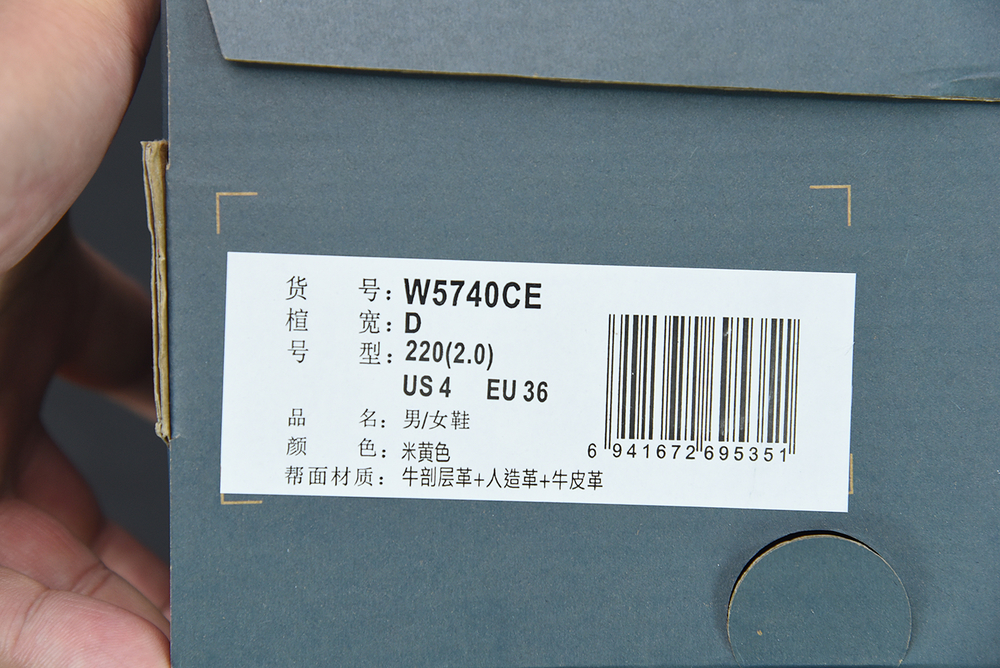 货号：W5740CE
楦宽：D
号型：220(2.0)
US 4 EU 36
品名：男/女鞋
颜色：米黄色
帮面材质：牛剖层革+人造革+牛皮革
6 941672 695351